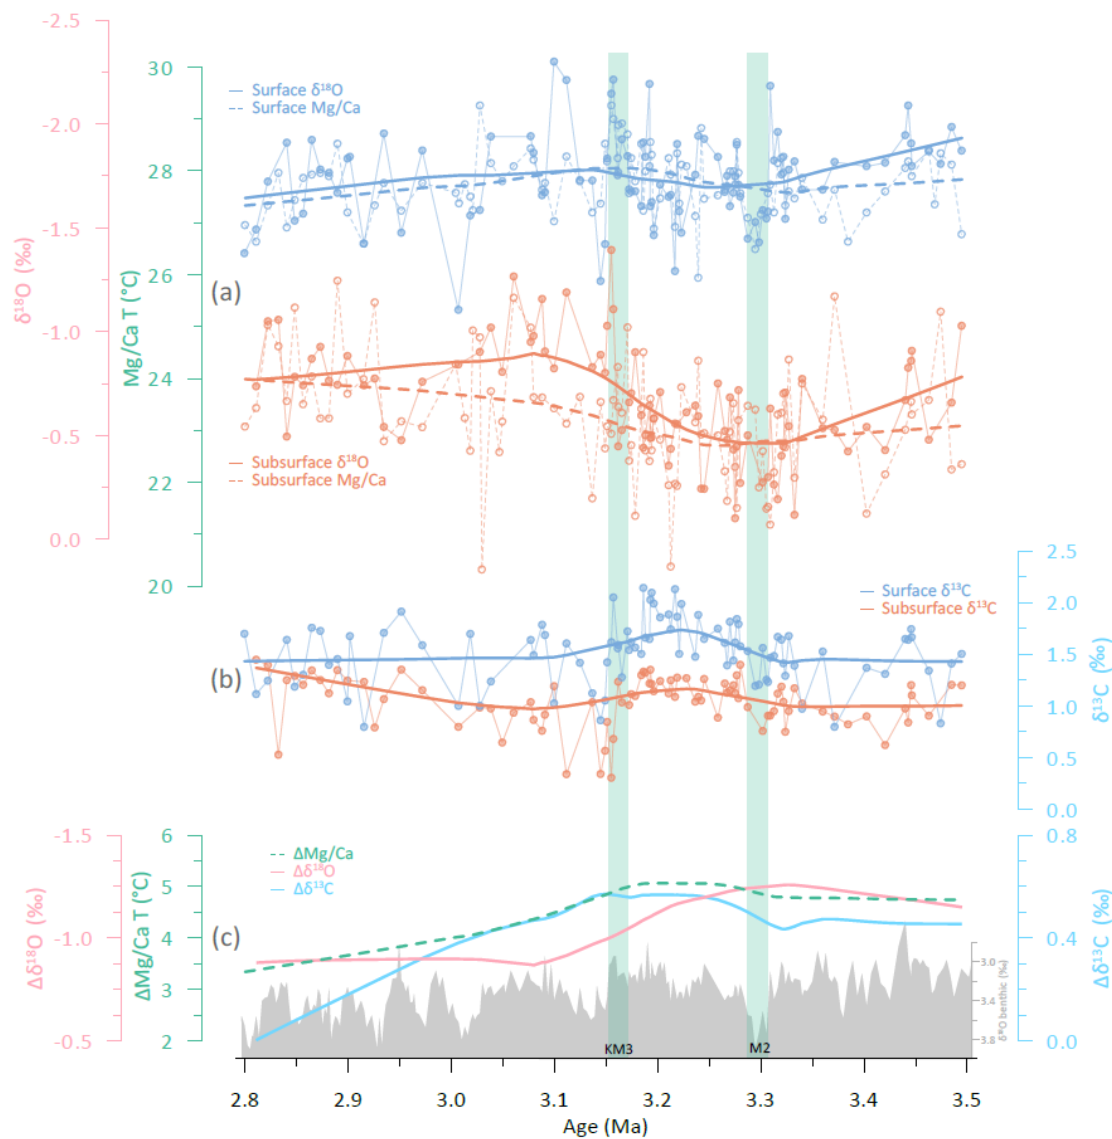 -2.5
-2.0
-1.5
-1.0
-0.5
0.0
δ¹⁸O (‰)
30
28
26
24
22
20
Mg/Ca T (°C)
Surface δ¹⁸O
Surface Mg/Ca
(a)
Subsurface δ¹⁸O
Subsurface Mg/Ca
2.5
2.0
1.5
1.0
0.5
0.0
δ¹³C (‰)
Surface δ¹³C
Subsurface δ¹³C
(b)
-1.5
-1.0
-0.5
Δδ¹⁸O (‰)
6
5
4
3
2
ΔMg/Ca T (°C)
ΔMg/Ca
Δδ¹⁸O
Δδ¹³C
(c)
0.8
0.4
0.0
Δδ¹³C (‰)
3.0
3.4
3.8
δ¹⁸O benthic (‰)
KM3
M2
2.8 2.9 3.0 3.1 3.2 3.3 3.4 3.5
Age (Ma)